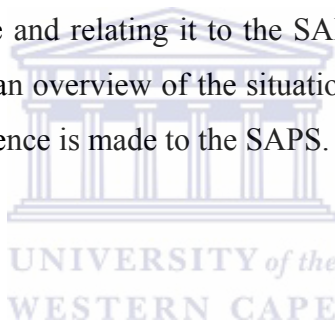 e and relating it to the SA
an overview of the situatio
ence is made to the SAPS.
UNIVERSITY of the
WESTERN CAPE